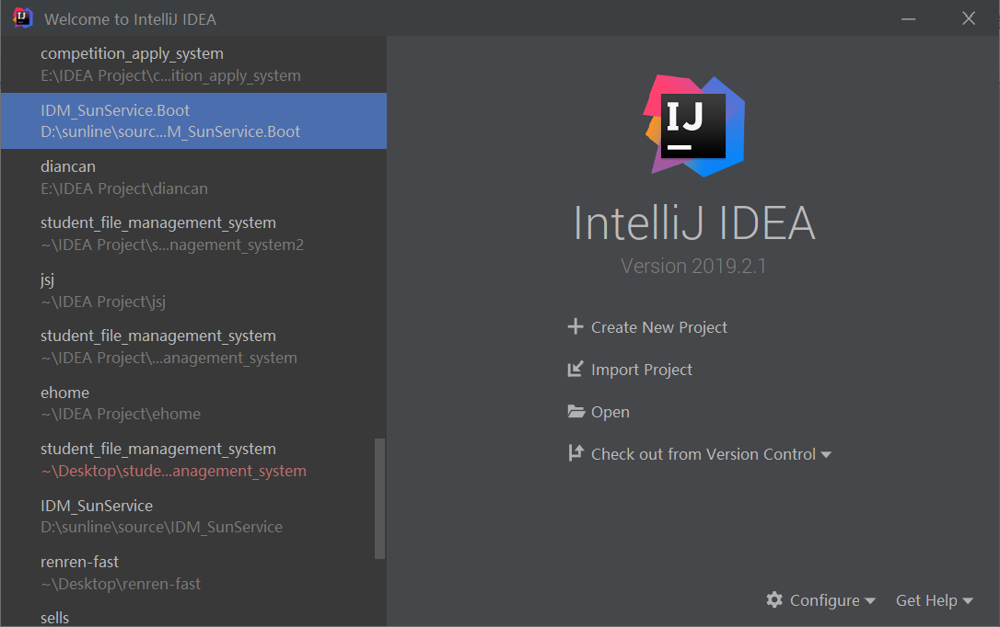 Welcome to IntelliJ IDEA
competition_apply_system
E:\IDEA Project\c...ition_apply_system
IDM_SunService.Boot
D:\sunline\sourc...M_SunService.Boot
diancan
E:\IDEA Project\diancan
student_file_management_system
~\IDEA Project\s...nagement_system2
jsj
~\IDEA Project\jsj
student_file_management_system
~\IDEA Project\...anagement_system
ehome
~\IDEA Project\ehome
student_file_management_system
~\Desktop\stude...anagement_system
IDM_SunService
D:\sunline\source\IDM_SunService
renren-fast
~\Desktop\renren-fast
sells
IJ
IntelliJ IDEA
Version 2019.2.1
Create New Project
Import Project
Open
Check out from Version Control
Configure
Get Help